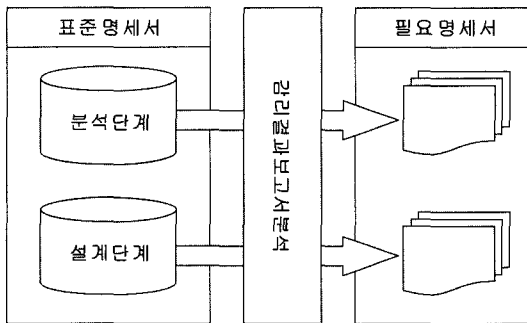 표준명세서
필요명세서
분석단계
설계단계
감리결과보고서분석